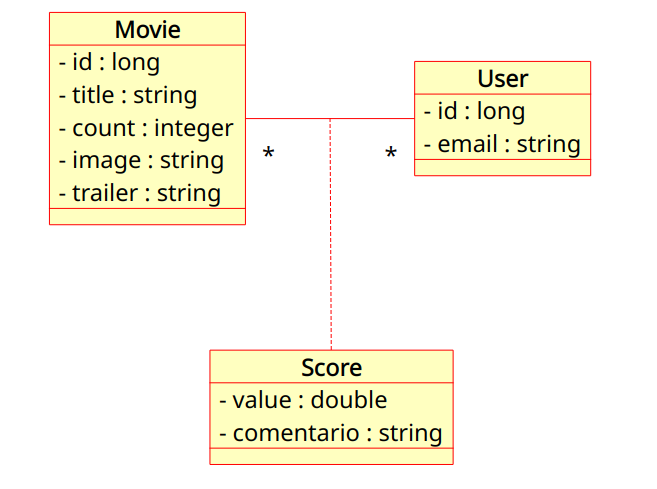 Movie
- id : long
- title : string
- count : integer
- image : string
- trailer : string
User
- id : long
- email : string
*
*
Score
- value : double
- comentario : string